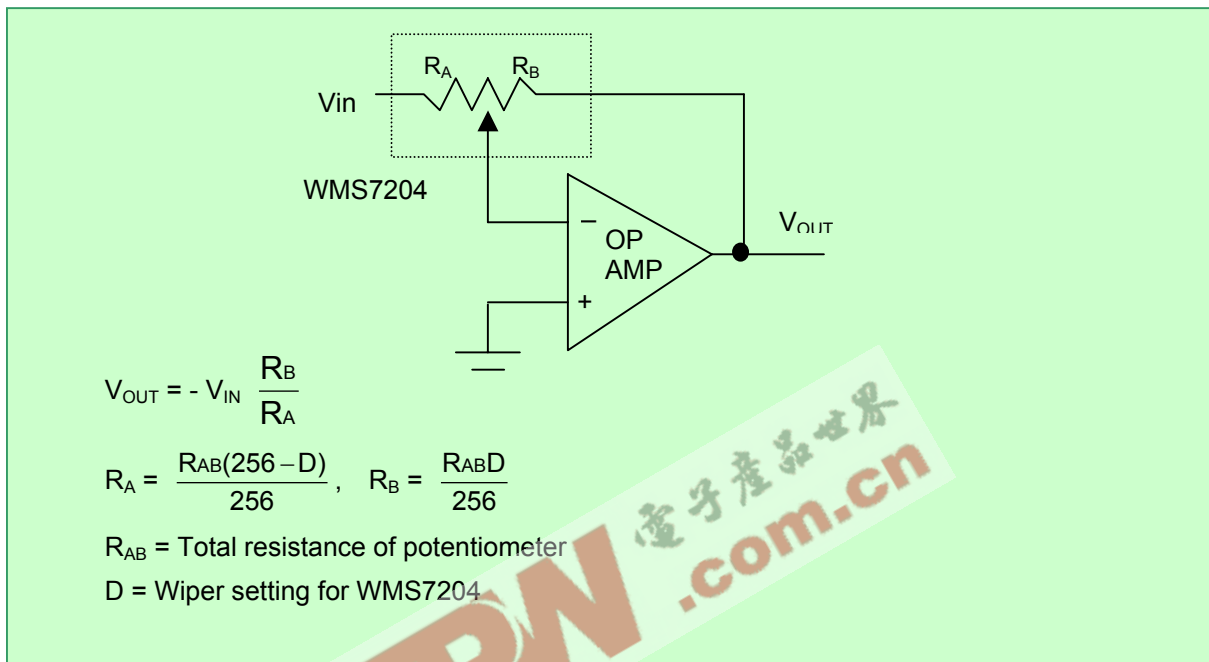 R_A R_B
Vin
WMS7204
−
OP
AMP
+
V_OUT
V_OUT = - V_IN R_B / R_A
R_A = R_AB(256 − D) / 256 , R_B = R_ABD / 256
R_AB = Total resistance of potentiometer
D = Wiper setting for WMS7204
電子產品世界
.com.cn